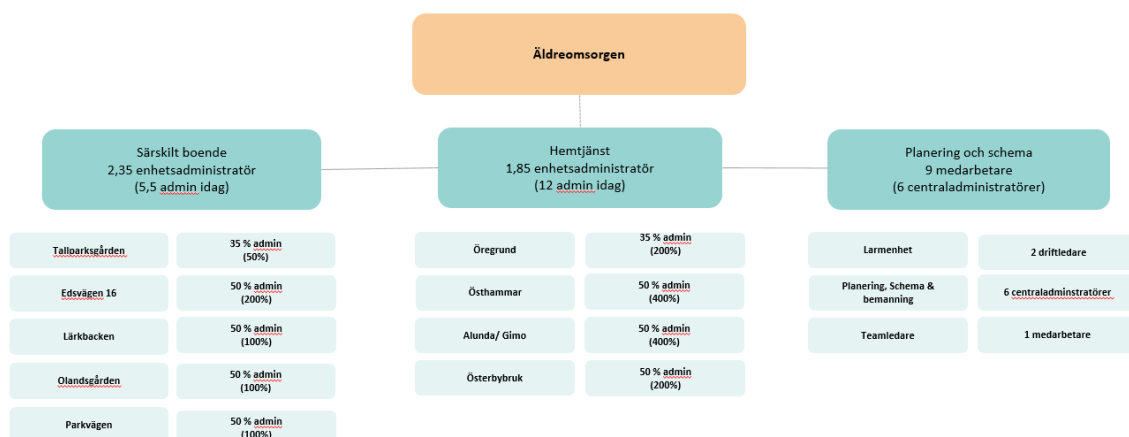 Äldreomsorgen
Särskilt boende
2,35 enhetsadministratör
(5,5 admin idag)
Hemtjänst
1,85 enhetsadministratör
(12 admin idag)
Planering och schema
9 medarbetare
(6 centraladministratörer)
Tallparksgården
35 % admin
(50%)
Edsvägen 16
50 % admin
(200%)
Lärkbacken
50 % admin
(100%)
Olandsgården
50 % admin
(100%)
Parkvägen
50 % admin
(100%)
Öregrund
35 % admin
(200%)
Östhammar
50 % admin
(400%)
Alunda/ Gimo
50 % admin
(400%)
Österbybruk
50 % admin
(200%)
Larmenhet
2 driftledare
Planering, Schema &
bemanning
6 centraladminstratörer
Teamledare
1 medarbetare